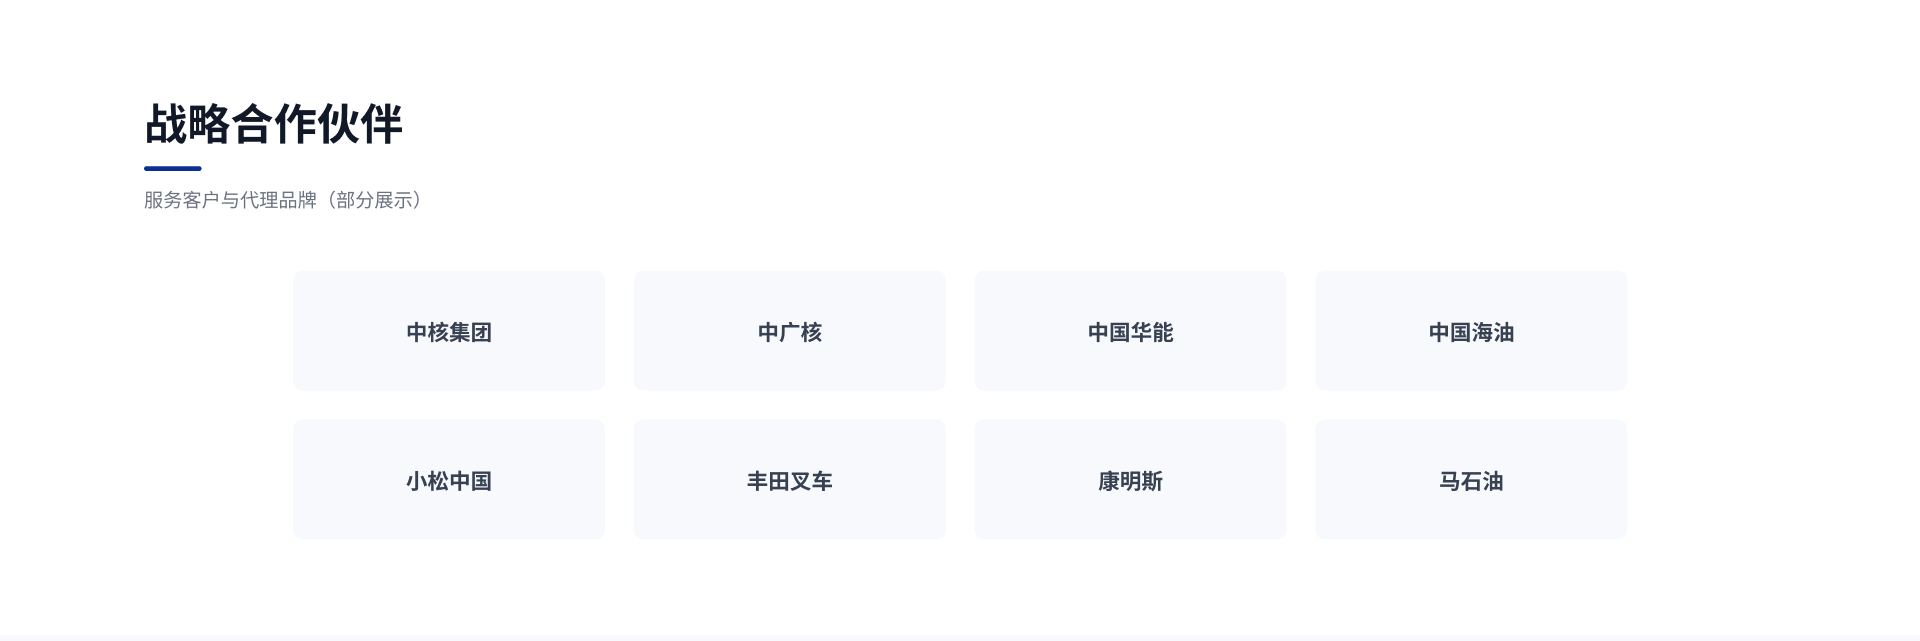 战略合作伙伴
服务客户与代理品牌（部分展示）
中核集团
中广核
中国华能
中国海油
小松中国
丰田叉车
康明斯
马石油